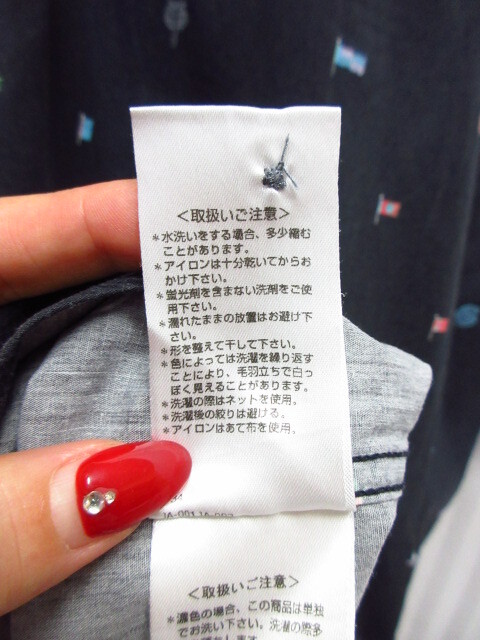 <取扱いご注意>
*水洗いをする場合、多少縮む
ことがあります。
*アイロンは十分乾いてからお
かけ下さい。
*蛍光剤を含まない洗剤をご使
用下さい。
*濡れたままの放置はお避け下
さい。
*形を整えて干して下さい。
*色によっては洗濯を繰り返す
ことにより、毛羽立ちで白っ
ぽく見えることがあります。
*洗濯の際はネットを使用。
*洗濯後の絞りは避ける。
*アイロンはあて布を使用。
<取扱いご注意>
*濃色の場合、この商品は単独
でお洗い下さい。洗濯の際多